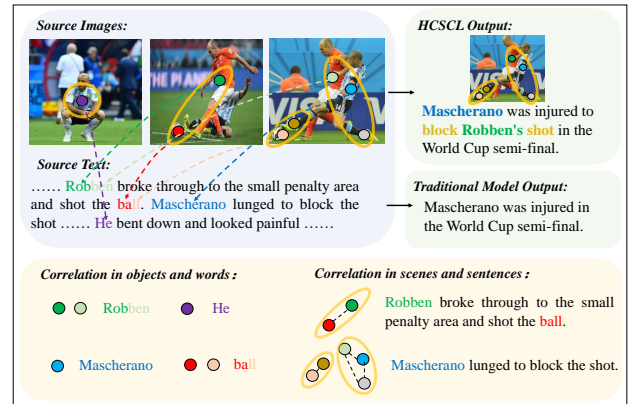 Source Images:
THE PLANE
VISION
VIS
Source Text:
…… Robben broke through to the small penalty area
and shot the ball. Mascherano lunged to block the
shot …… He bent down and looked painful ……
HCSCL Output:
Mascherano was injured to
block Robben's shot in the
World Cup semi-final.
Traditional Model Output:
Mascherano was injured in
the World Cup semi-final.
Correlation in objects and words :
Robben
He
Mascherano
ball
Correlation in scenes and sentences :
Robben broke through to the small
penalty area and shot the ball.
Mascherano lunged to block the shot.